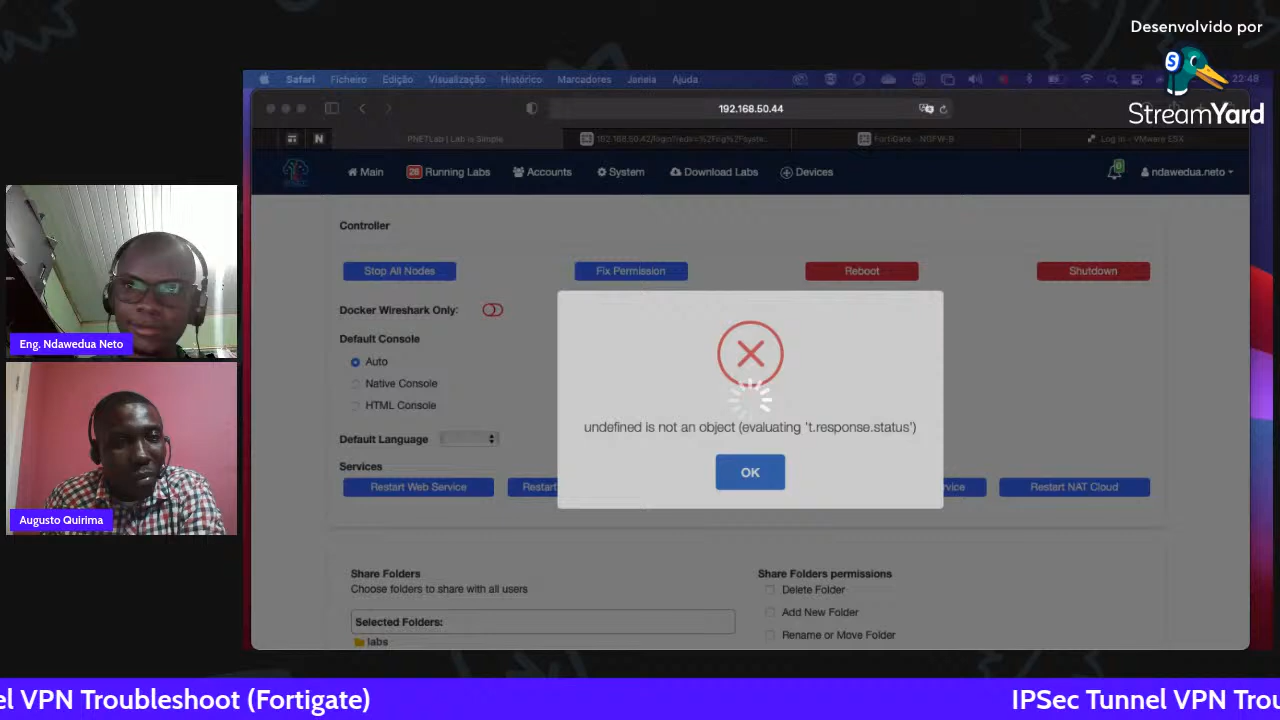 Desenvolvido por
StreamYard
Safari Ficheiro Edição Visualização Histórico Marcadores Janela Ajuda
22:48
192.168.50.44
N
PNETLab | Lab is Simple
FortiGate - NGFW-B
Log in - VMware ESX
Main
28 Running Labs
Accounts
System
Download Labs
Devices
0
ndawedua.neto
Controller
Stop All Nodes
Fix Permission
Reboot
Shutdown
Docker Wireshark Only:
Default Console
Auto
Native Console
HTML Console
Default Language
Services
Restart Web Service
Restart
vice
Restart NAT Cloud
undefined is not an object (evaluating 't.response.status')
OK
Share Folders
Choose folders to share with all users
Selected Folders:
labs
Share Folders permissions
Delete Folder
Add New Folder
Rename or Move Folder
Eng. Ndawedua Neto
Augusto Quirima
el VPN Troubleshoot (Fortigate)
IPSec Tunnel VPN Trou